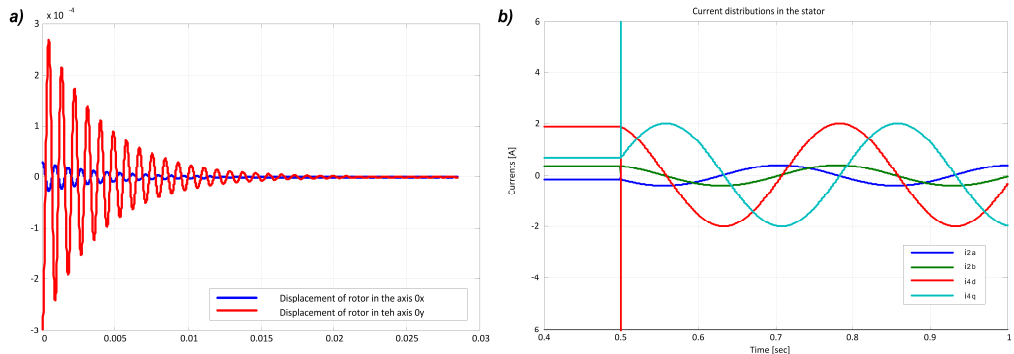 a)
x 10 -4
3
2
1
0
-1
-2
-4
-3
0
0.005
0.01
0.015
0.02
0.025
0.03
Displacement of rotor in the axis 0x
Displacement of rotor in teh axis 0y
b)
Current distributions in the stator
6
4
2
0
-2
-4
6
Currens [A]
0.4
0.5
0.6
0.7
0.8
0.9
1
Time [sec]
i2a
i2b
i4d
i4q